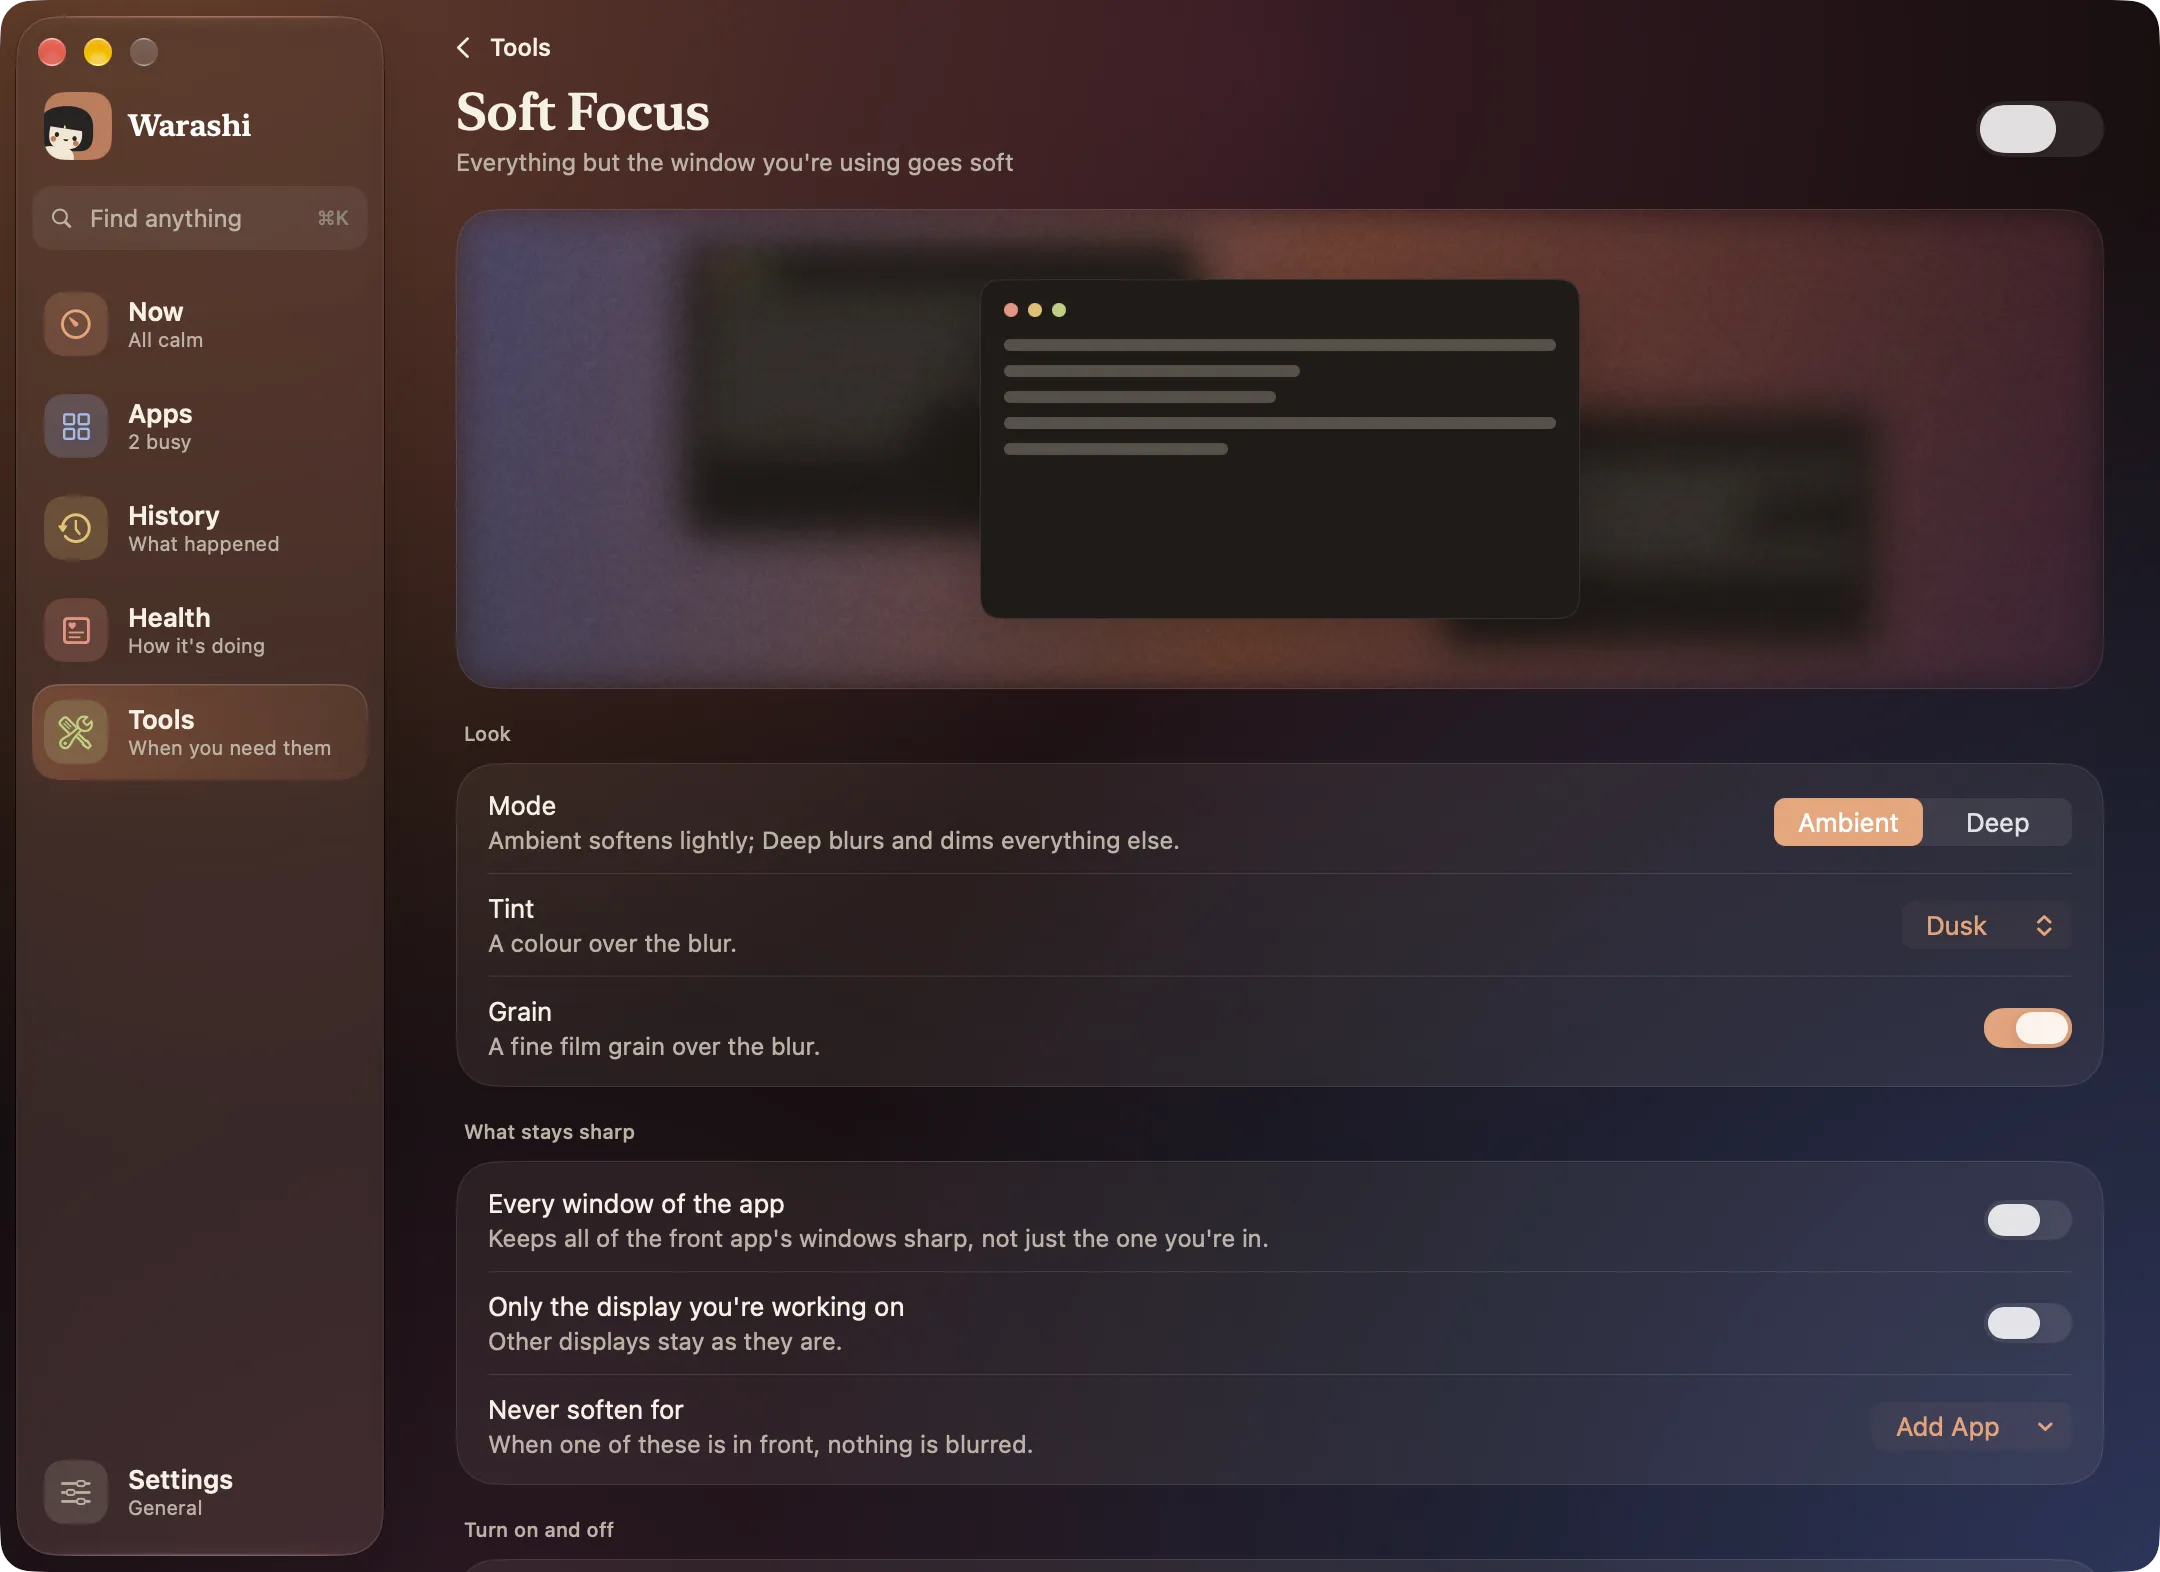 Warashi
Find anything ⌘K
Now
All calm
Apps
2 busy
History
What happened
Health
How it's doing
Tools
When you need them
Settings
General
Tools
Soft Focus
Everything but the window you're using goes soft
Look
Mode
Ambient softens lightly; Deep blurs and dims everything else.
Ambient Deep
Tint
A colour over the blur.
Dusk
Grain
A fine film grain over the blur.
What stays sharp
Every window of the app
Keeps all of the front app's windows sharp, not just the one you're in.
Only the display you're working on
Other displays stay as they are.
Never soften for
When one of these is in front, nothing is blurred.
Add App
Turn on and off